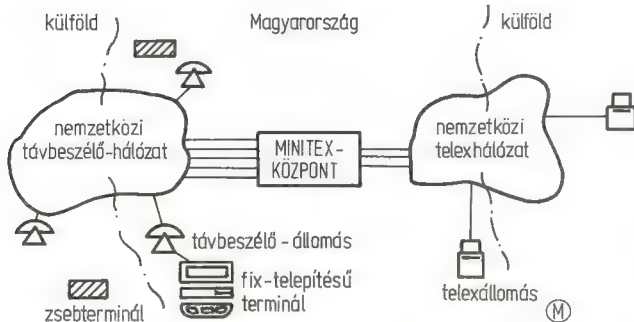 külföld
Magyarország
külföld
nemzetközi
távbeszélő-hálózat
MINITEX-
KÖZPONT
nemzetközi
telexhálózat
távbeszélő-állomás
fix-telepítésű
terminál
zsebterminál
telexállomás
M